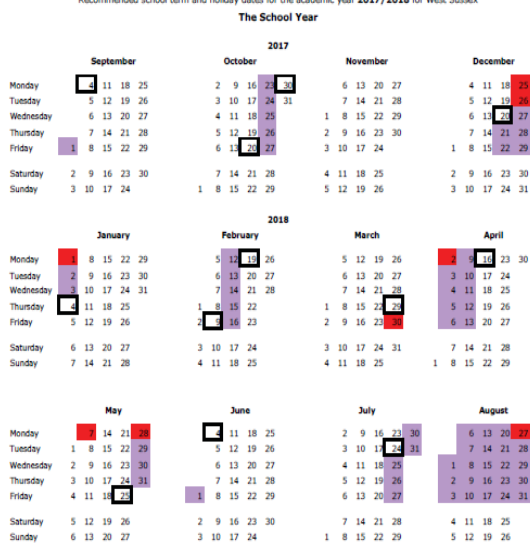 Recommended school term and holiday dates for the academic year 2017/2018 for West Sussex
The School Year
2017
September October November December
Monday 4 11 18 25 2 9 16 23 30 6 13 20 27 4 11 18 25
Tuesday 5 12 19 26 3 10 17 24 31 7 14 21 28 5 12 19 26
Wednesday 6 13 20 27 4 11 18 25 1 8 15 22 29 6 13 20 27
Thursday 7 14 21 28 5 12 19 26 2 9 16 23 30 7 14 21 28
Friday 1 8 15 22 29 6 13 20 27 3 10 17 24 1 8 15 22 29
Saturday 2 9 16 23 30 7 14 21 28 4 11 18 25 2 9 16 23 30
Sunday 3 10 17 24 1 8 15 22 29 5 12 19 26 3 10 17 24 31
2018
January February March April
Monday 1 8 15 22 29 5 12 19 26 5 12 19 26 2 9 16 23 30
Tuesday 2 9 16 23 30 6 13 20 27 6 13 20 27 3 10 17 24
Wednesday 3 10 17 24 31 7 14 21 28 7 14 21 28 4 11 18 25
Thursday 4 11 18 25 1 8 15 22 1 8 15 22 29 5 12 19 26
Friday 5 12 19 26 2 9 16 23 2 9 16 23 30 6 13 20 27
Saturday 6 13 20 27 3 10 17 24 3 10 17 24 31 7 14 21 28
Sunday 7 14 21 28 4 11 18 25 4 11 18 25 1 8 15 22 29
May June July August
Monday 7 14 21 28 4 11 18 25 2 9 16 23 30 6 13 20 27
Tuesday 1 8 15 22 29 5 12 19 26 3 10 17 24 31 7 14 21 28
Wednesday 2 9 16 23 30 6 13 20 27 4 11 18 25 1 8 15 22 29
Thursday 3 10 17 24 31 7 14 21 28 5 12 19 26 2 9 16 23 30
Friday 4 11 18 25 1 8 15 22 29 6 13 20 27 3 10 17 24 31
Saturday 5 12 19 26 2 9 16 23 30 7 14 21 28 4 11 18 25
Sunday 6 13 20 27 3 10 17 24 1 8 15 22 29 5 12 19 26